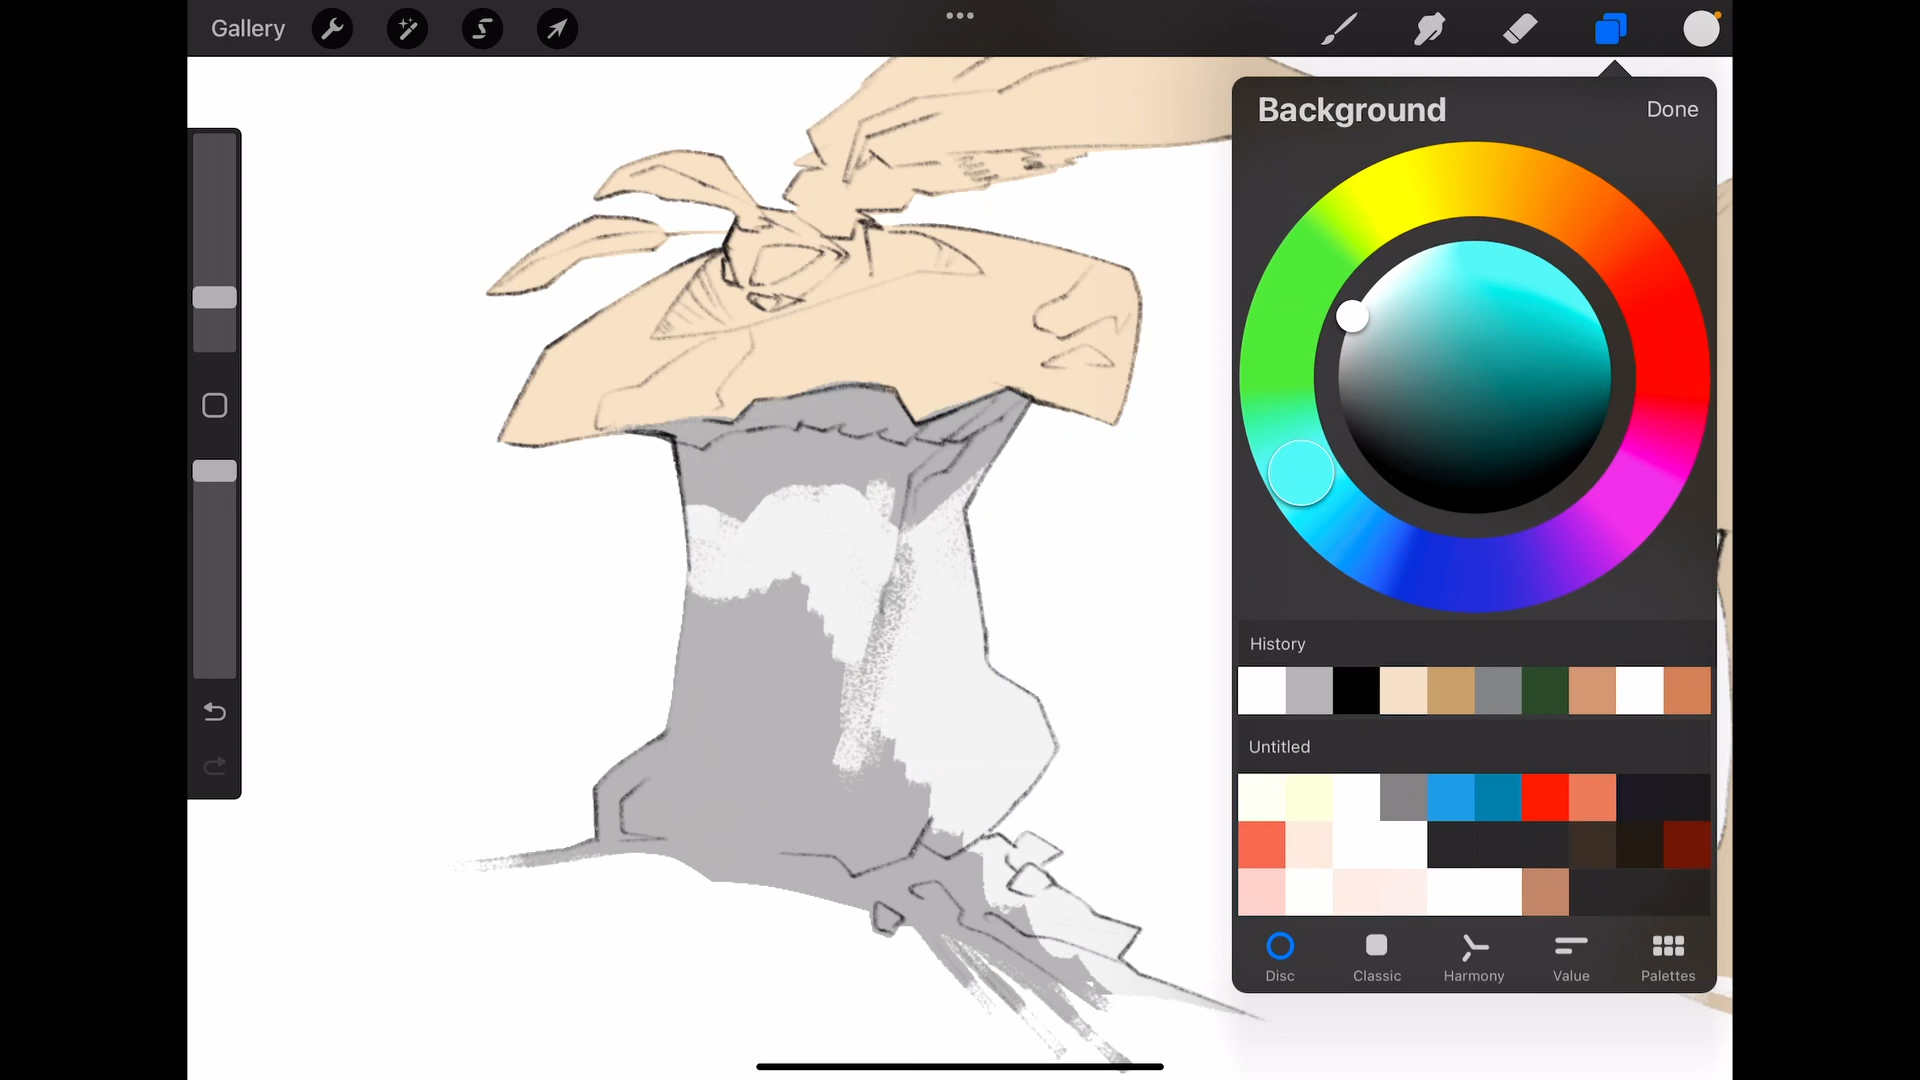 Gallery
Background
Done
History
Untitled
Disc
Classic
Harmony
Value
Palettes